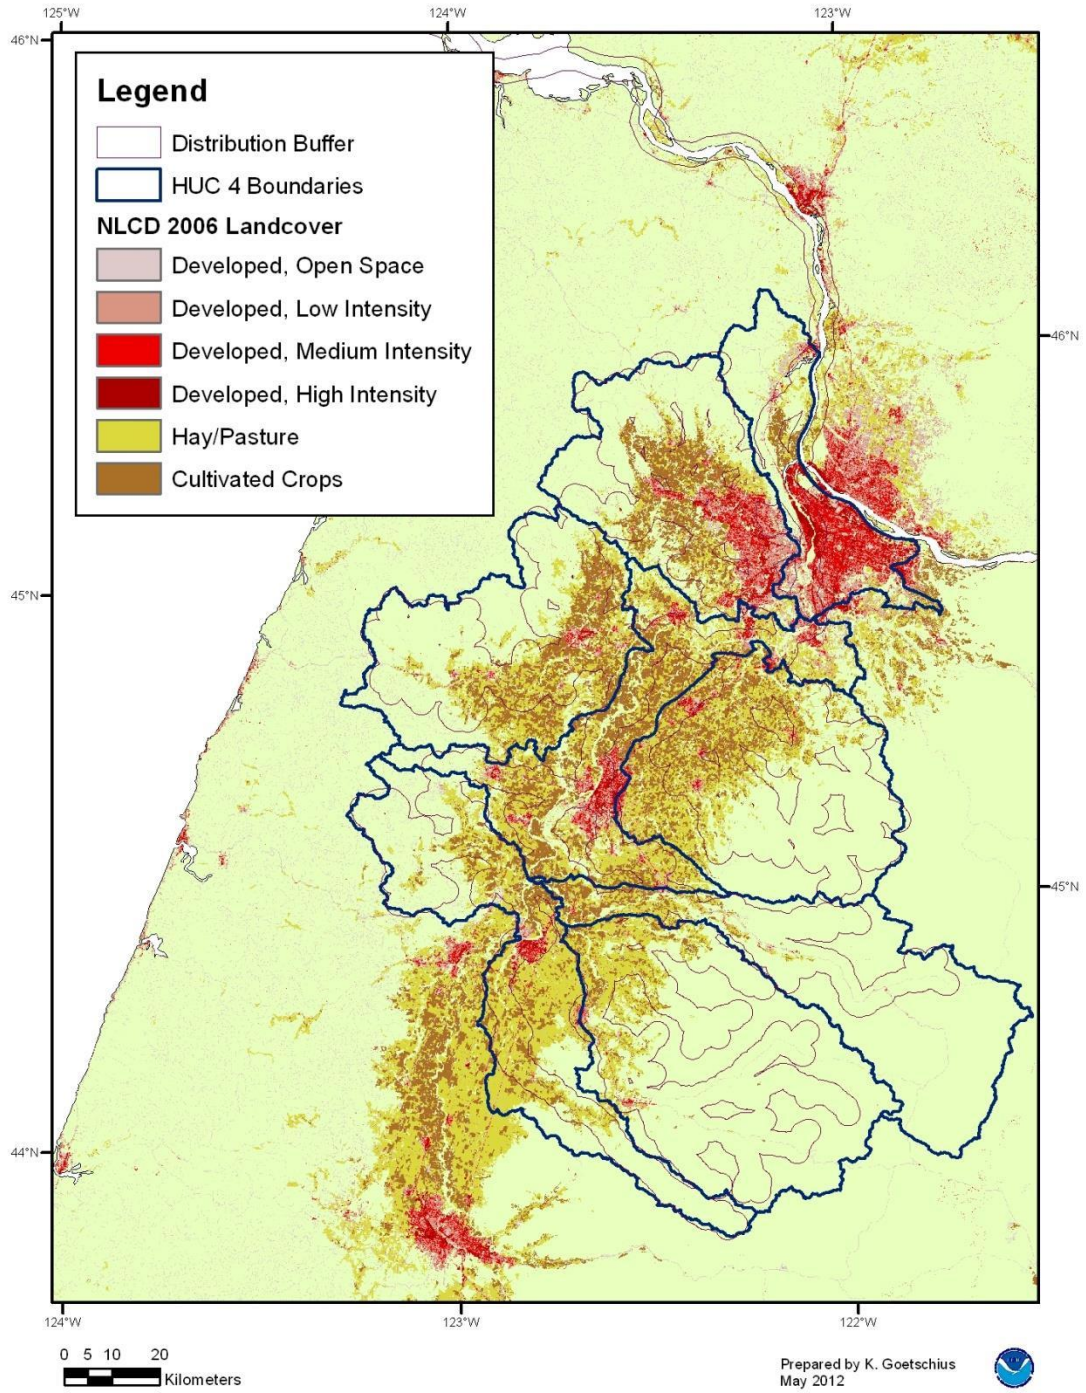 125°W 124°W 123°W
46°N
Legend
Distribution Buffer
HUC 4 Boundaries
NLCD 2006 Landcover
Developed, Open Space
Developed, Low Intensity
Developed, Medium Intensity
Developed, High Intensity
Hay/Pasture
Cultivated Crops
46°N
45°N
45°N
44°N
124°W 123°W 122°W
0 5 10 20
Kilometers
Prepared by K. Goetschius
May 2012